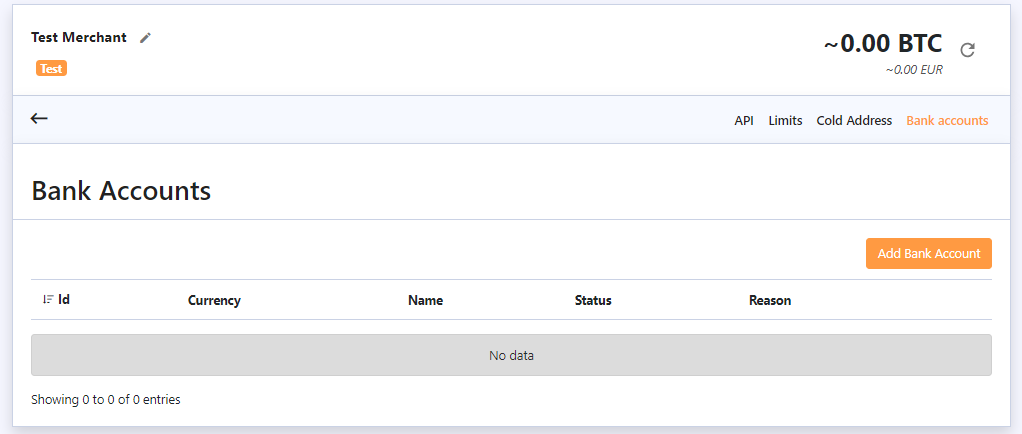 Test Merchant
~0.00 BTC
Test
~0.00 EUR
API Limits Cold Address Bank accounts
Bank Accounts
Add Bank Account
Id Currency Name Status Reason
No data
Showing 0 to 0 of 0 entries